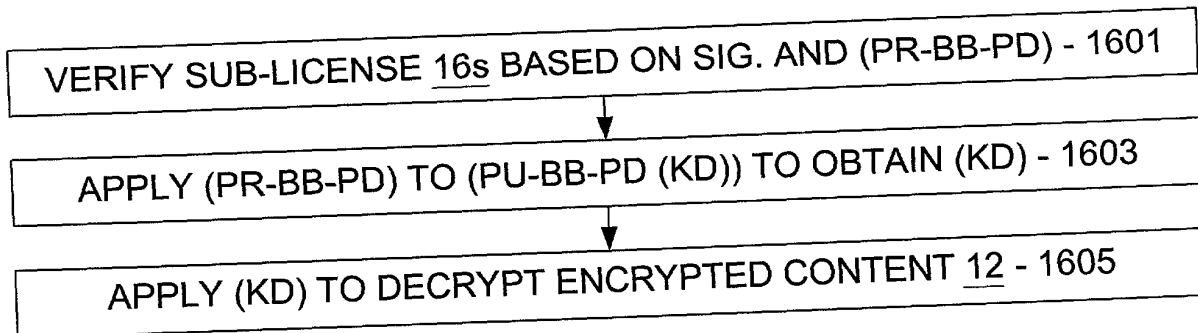 VERIFY SUB-LICENSE 16s BASED ON SIG. AND (PR-BB-PD) - 1601
APPLY (PR-BB-PD) TO (PU-BB-PD (KD)) TO OBTAIN (KD) - 1603
APPLY (KD) TO DECRYPT ENCRYPTED CONTENT 12 - 1605